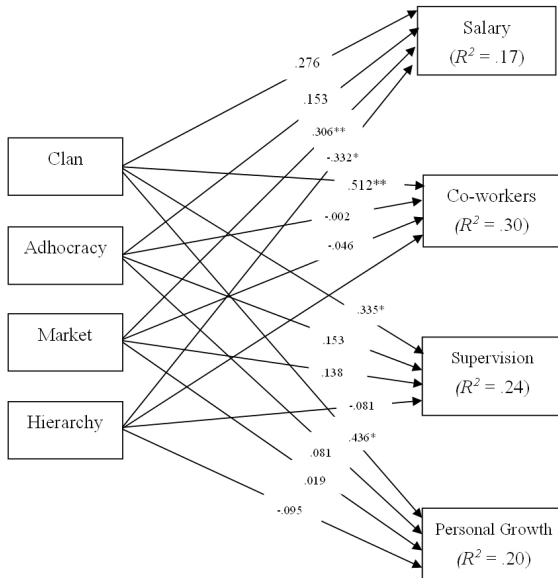 Salary
(R² = .17)
.276
.153
.306**
-.332*
Clan
.512**
Co-workers
(R² = .30)
-.002
-.046
Adhocracy
.335*
Market
.153
.138
Supervision
(R² = .24)
Hierarchy
-.081
.436*
.081
.019
-.095
Personal Growth
(R² = .20)